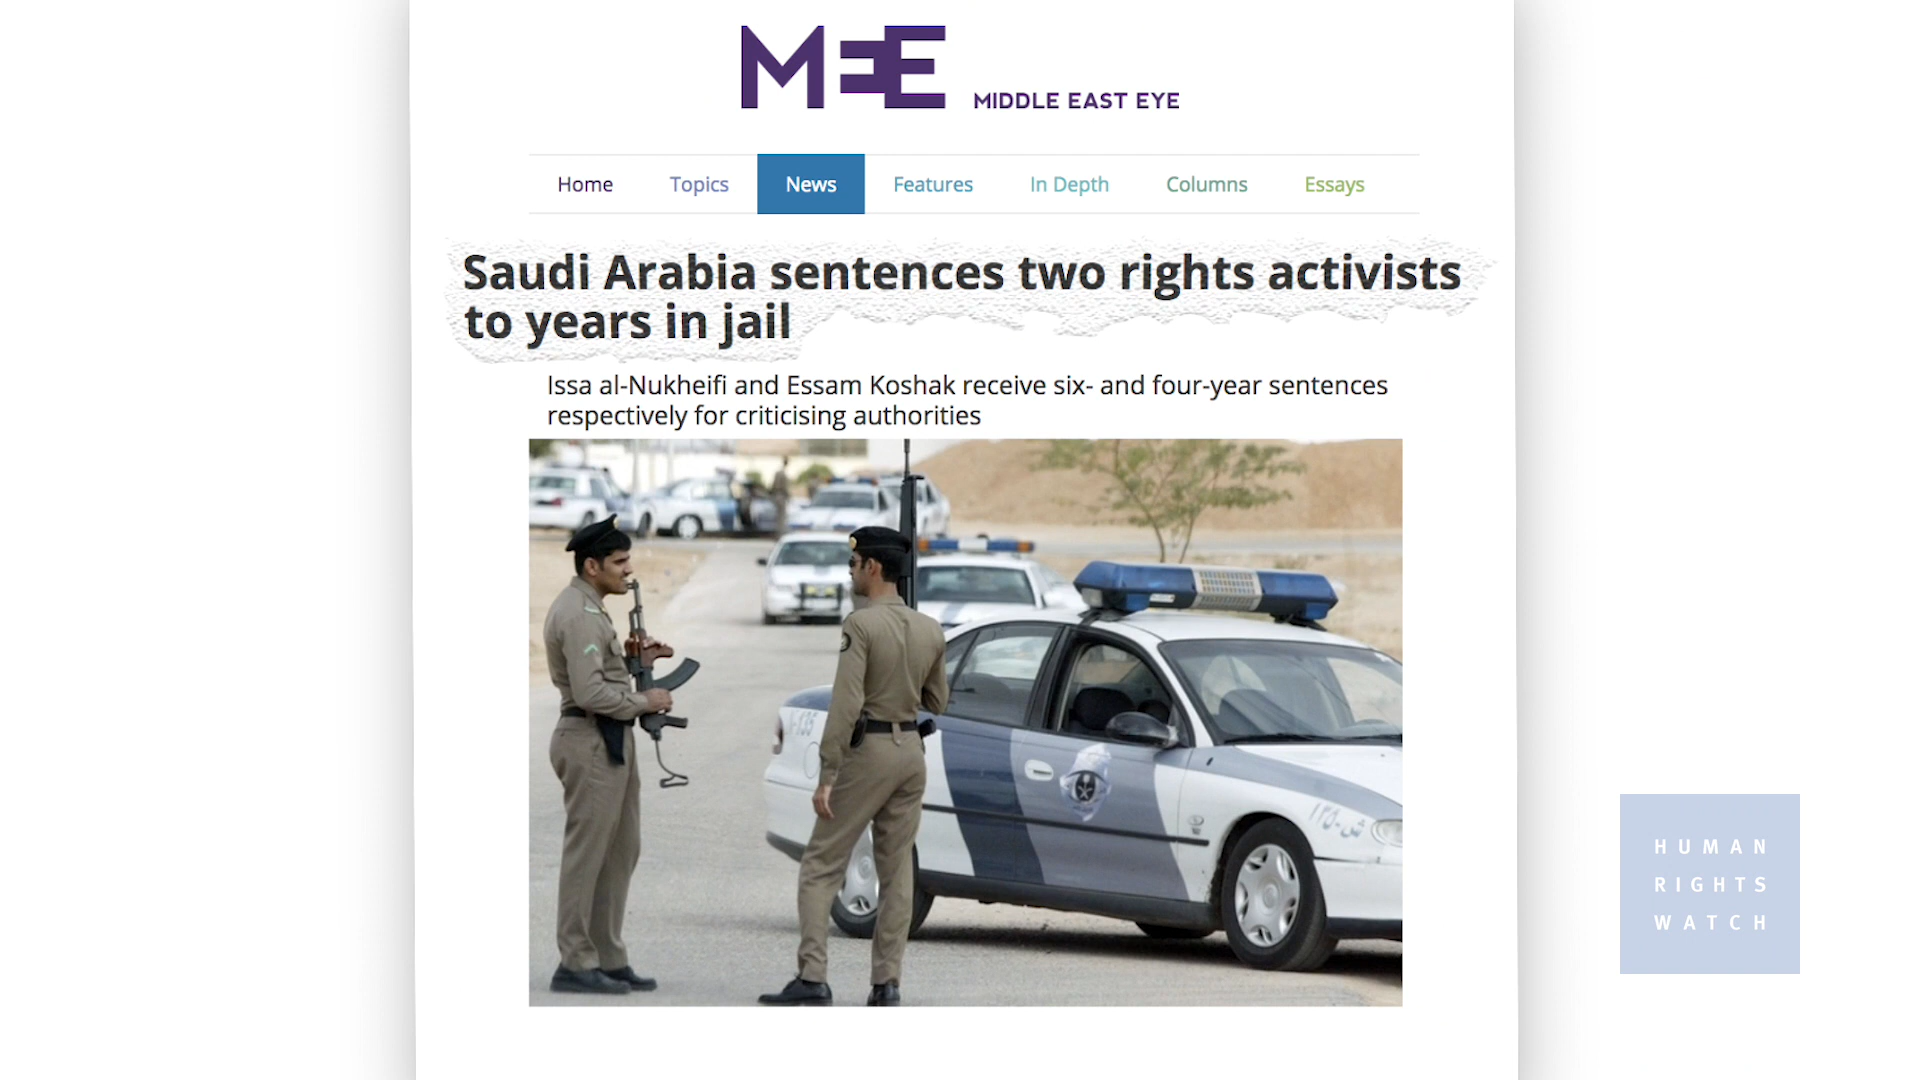 MEE MIDDLE EAST EYE
Home Topics News Features In Depth Columns Essays
Saudi Arabia sentences two rights activists
to years in jail
Issa al-Nukheifi and Essam Koshak receive six- and four-year sentences
respectively for criticising authorities
١٣٥-ش
HUMAN
RIGHTS
WATCH